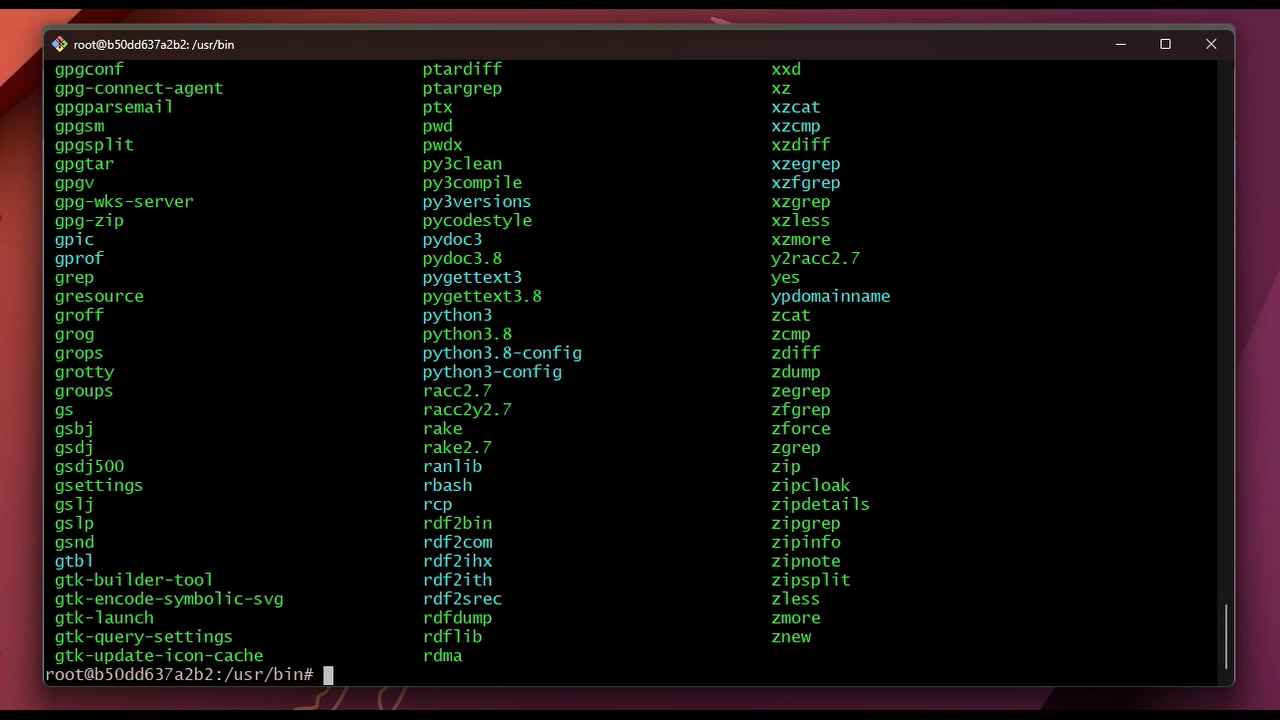 root@b50dd637a2b2: /usr/bin
gpgconf ptardiff xxd
gpg-connect-agent ptargrep xz
gpgparsemail ptx xzcat
gpgsm pwd xzcmp
gpgsplit pwdx xzdiff
gpgtar py3clean xzegrep
gpgv py3compile xzfgrep
gpg-wks-server py3versions xzgrep
gpg-zip pycodestyle xzless
gpic pydoc3 xzmore
gprof pydoc3.8 y2racc2.7
grep pygettext3 yes
gresource pygettext3.8 ypdomainname
groff python3 zcat
grog python3.8 zcmp
grops python3.8-config zdiff
grotty python3-config zdump
groups racc2.7 zegrep
gs racc2y2.7 zfgrep
gsbj rake zforce
gsdj rake2.7 zgrep
gsdj500 ranlib zip
gsettings rbash zipcloak
gslj rcp zipdetails
gslp rdf2bin zipgrep
gsnd rdf2com zipinfo
gtbl rdf2ihx zipnote
gtk-builder-tool rdf2ith zipsplit
gtk-encode-symbolic-svg rdf2srec zless
gtk-launch rdfdump zmore
gtk-query-settings rdflib znew
gtk-update-icon-cache rdma
root@b50dd637a2b2:/usr/bin#